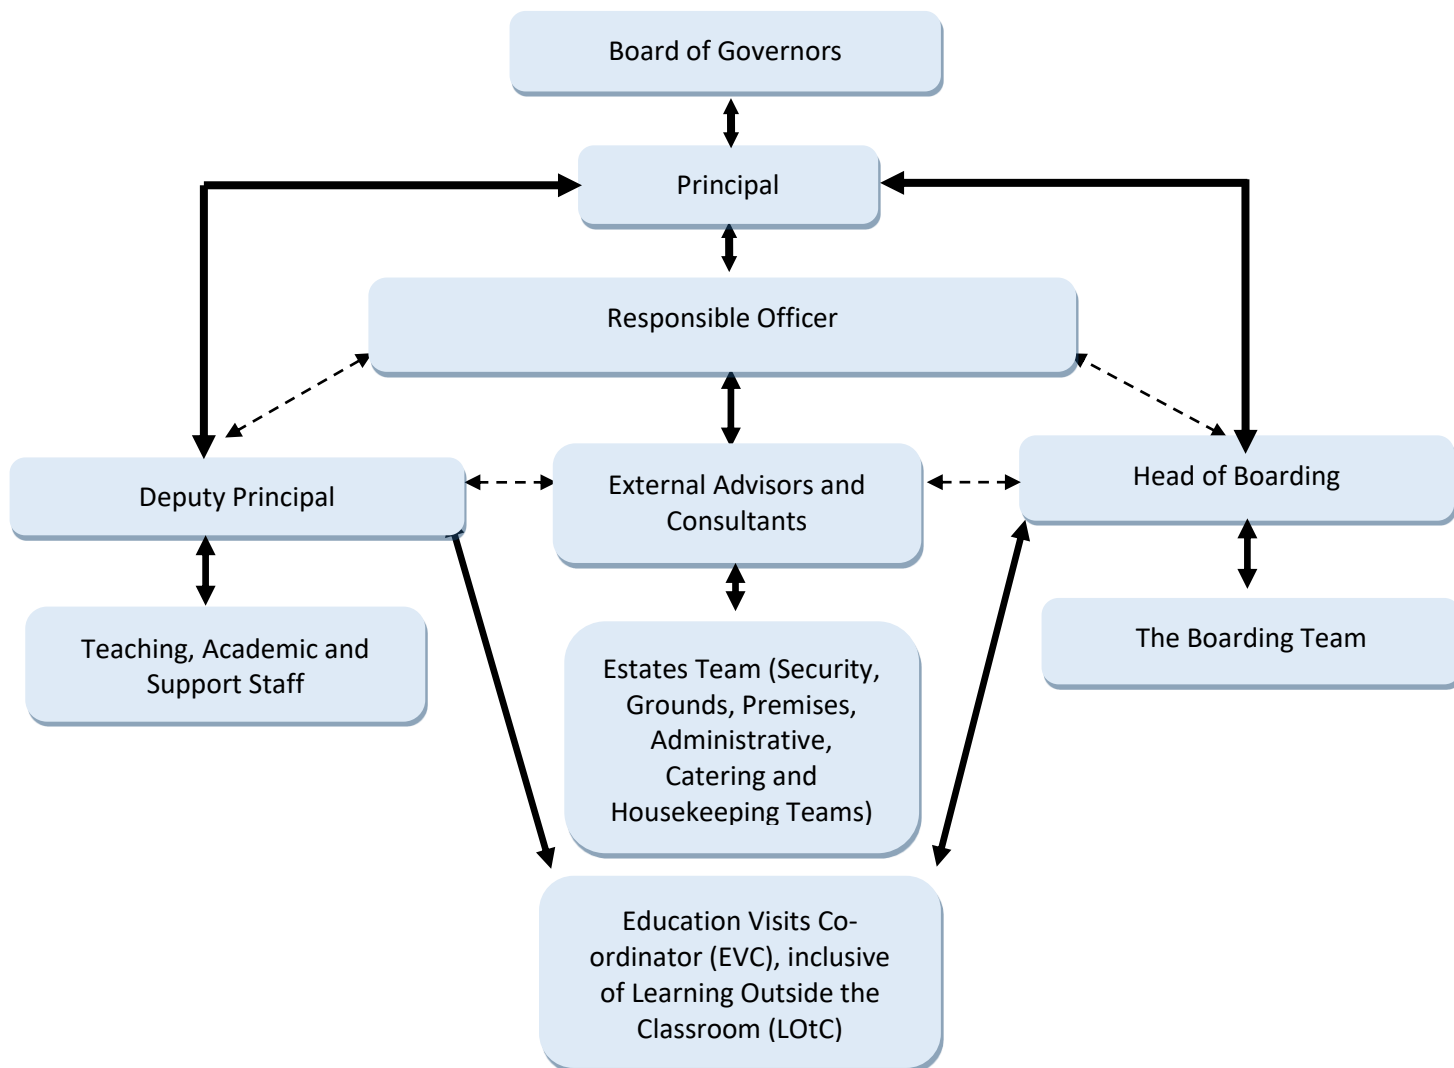 Board of Governors
Principal
Responsible Officer
Deputy Principal
External Advisors and
Consultants
Head of Boarding
Teaching, Academic and
Support Staff
Estates Team (Security,
Grounds, Premises,
Administrative,
Catering and
Housekeeping Teams)
The Boarding Team
Education Visits Co-
ordinator (EVC), inclusive
of Learning Outside the
Classroom (LOtC)